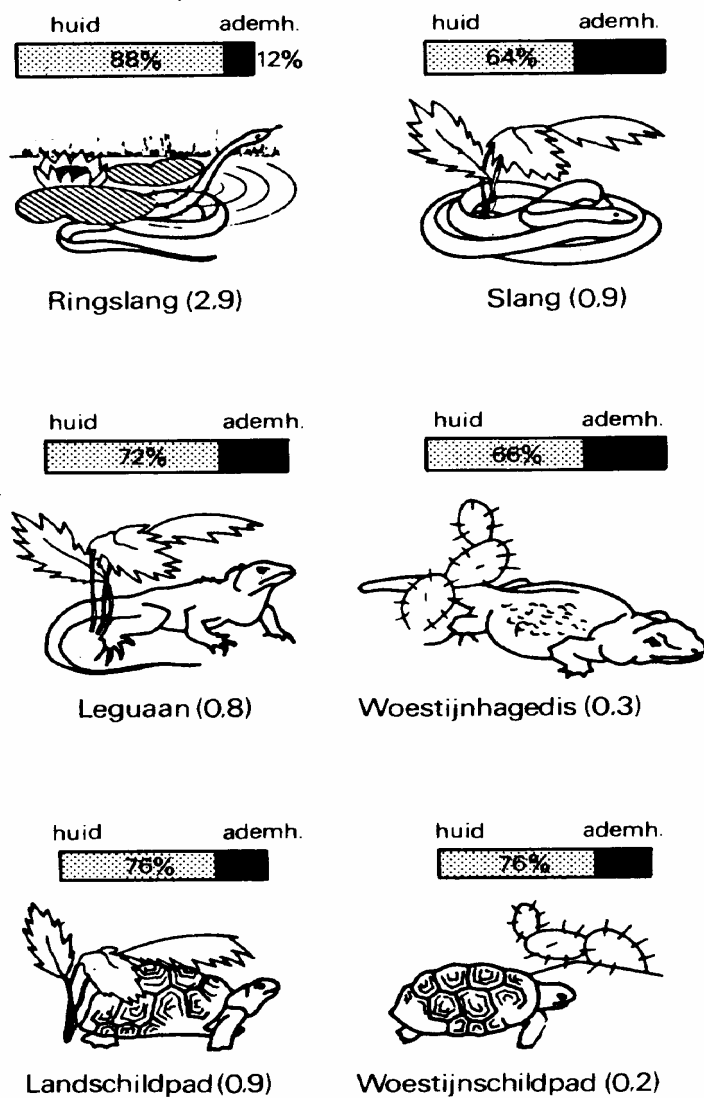 huid ademh.
88% 12%
huid ademh.
64%
Ringslang (2.9)
Slang (0.9)
huid ademh.
72%
huid ademh.
66%
Leguaan (0.8)
Woestijnhagedis (0.3)
huid ademh.
76%
huid ademh.
76%
Landschildpad (0.9)
Woestijnschildpad (0.2)